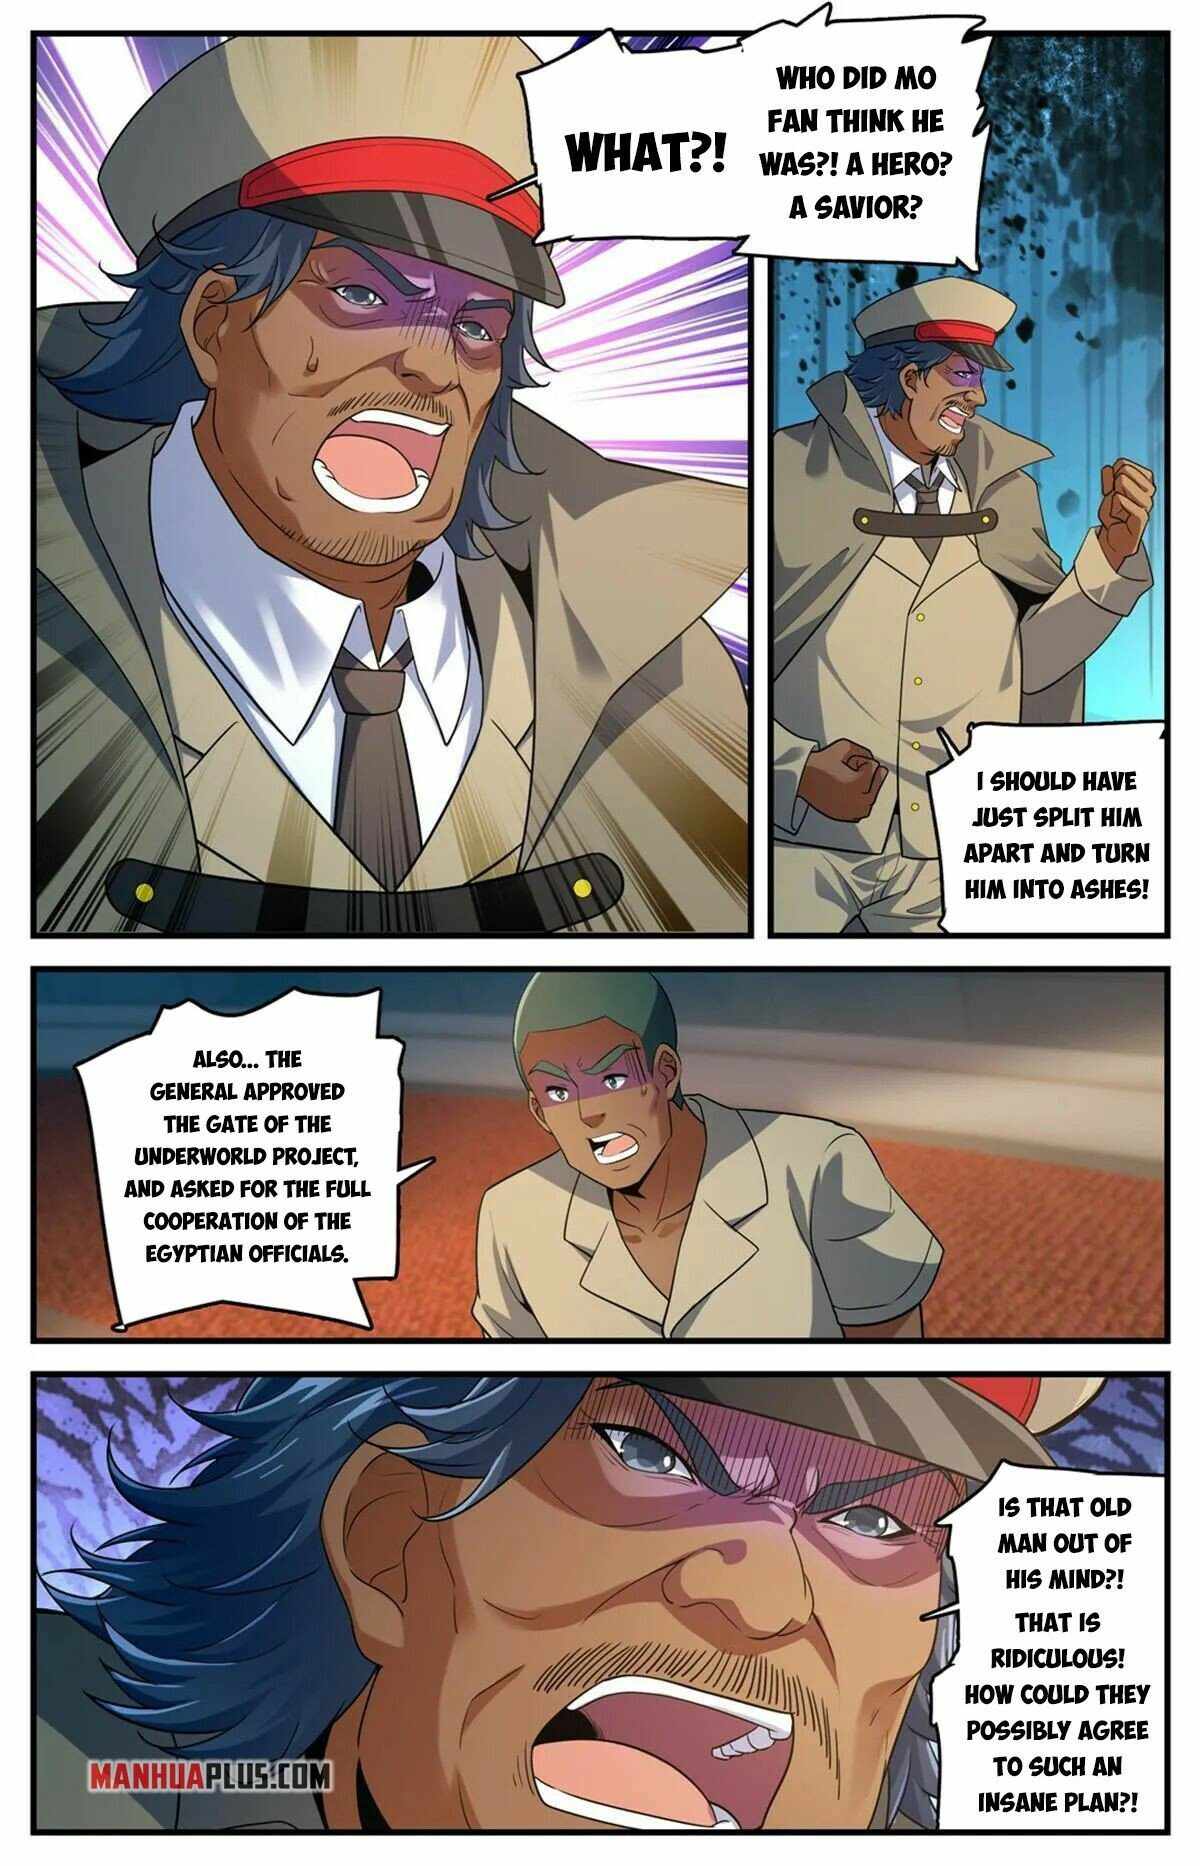 WHAT?!
WHO DID MO
FAN THINK HE
WAS?! A HERO?
A SAVIOR?
I SHOULD HAVE
JUST SPLIT HIM
APART AND TURN
HIM INTO ASHES!
ALSO... THE
GENERAL APPROVED
THE GATE OF THE
UNDERWORLD PROJECT,
AND ASKED FOR THE FULL
COOPERATION OF THE
EGYPTIAN OFFICIALS.
IS THAT OLD
MAN OUT OF
HIS MIND?!
THAT IS
RIDICULOUS!
HOW COULD THEY
POSSIBLY AGREE
TO SUCH AN
INSANE PLAN?!
MANHUAPLUS.COM